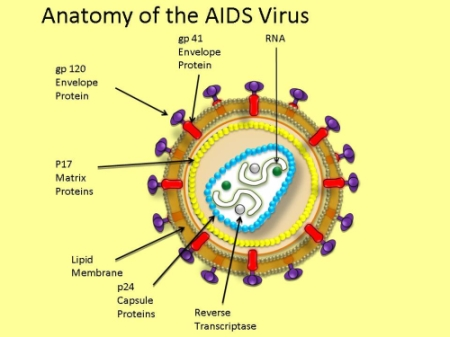 Anatomy of the AIDS Virus
gp 41
Envelope
Protein
RNA
gp 120
Envelope
Protein
P17
Matrix
Proteins
Lipid
Membrane
p24
Capsule
Proteins
Reverse
Transcriptase